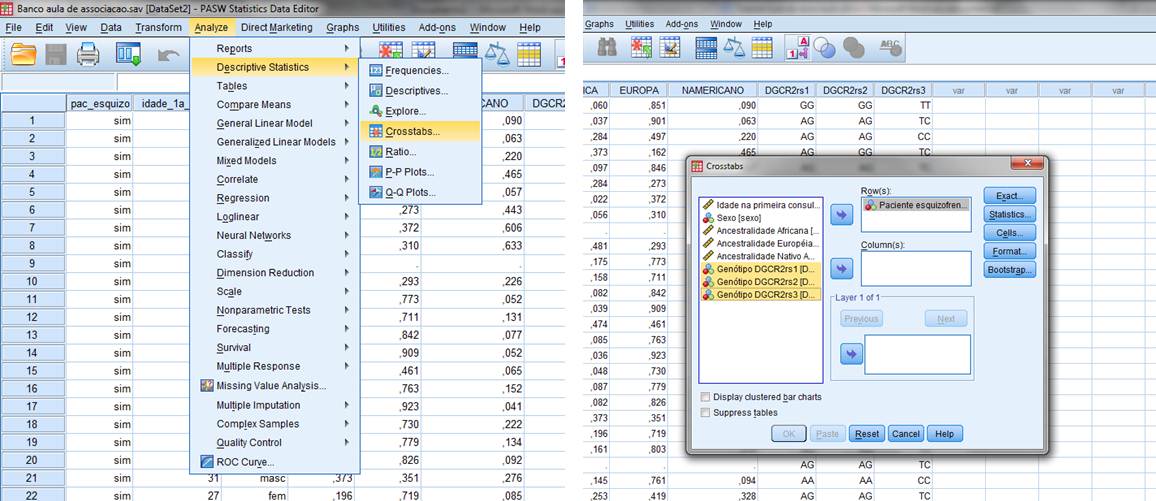 Banco aula de associacao.sav [DataSet2] - PASW Statistics Data Editor
File Edit View Data Transform Analyze Direct Marketing Graphs Utilities Add-ons Window Help
Reports
Descriptive Statistics
Tables
Compare Means
General Linear Model
Generalized Linear Models
Mixed Models
Correlate
Regression
Loglinear
Neural Networks
Classify
Dimension Reduction
Scale
Nonparametric Tests
Forecasting
Survival
Multiple Response
Missing Value Analysis...
Multiple Imputation
Complex Samples
Quality Control
ROC Curve...
Frequencies...
Descriptives...
Explore...
Crosstabs...
Ratio...
P-P Plots...
Q-Q Plots...
pac_esquizo idade_1a_ CANO DGCR2
1 sim ,090
2 sim ,063
3 sim ,220
4 sim ,465
5 sim ,057
6 sim ,273 ,443
7 sim ,372 ,606
8 sim ,310 ,633
9 sim . .
10 sim ,293 ,226
11 sim ,773 ,052
12 sim ,711 ,131
13 sim ,842 ,077
14 sim ,909 ,052
15 sim ,461 ,065
16 sim ,763 ,152
17 sim ,923 ,041
18 sim ,730 ,222
19 sim ,779 ,134
20 sim ,826 ,092
21 sim 31 masc ,373 ,351 ,276
22 sim 27 fem ,196 ,719 ,085
Graphs Utilities Add-ons Window Help
ABC
ICA EUROPA NAMERICANO DGCR2rs1 DGCR2rs2 DGCR2rs3 var var var var
,060 ,851 ,090 GG GG TT
,037 ,901 ,063 AG AG TC
,284 ,497 ,220 AG AG CC
,373 ,162 ,465 AG GG TC
,097 ,846
,284 ,273
,022 ,372
,056 ,310
. .
,481 ,293
,175 ,773
,158 ,711
,082 ,842
,039 ,909
,474 ,461
,085 ,763
,036 ,923
,048 ,730
,087 ,779
,082 ,826
,373 ,351
,196 ,719
,161 ,803
. . . AG AG TC
,145 ,761 ,094 AA AA CC
,253 ,419 ,328 AG AG TC
Crosstabs
Idade na primeira consul...
Sexo [sexo]
Ancestralidade Africana [...
Ancestralidade Européia...
Ancestralidade Nativo A...
Genótipo DGCR2rs1 [D...
Genótipo DGCR2rs2 [D...
Genótipo DGCR2rs3 [D...
Row(s):
Paciente esquizofren...
Column(s):
Layer 1 of 1
Previous Next
Exact...
Statistics...
Cells...
Format...
Bootstrap...
Display clustered bar charts
Suppress tables
OK Paste Reset Cancel Help